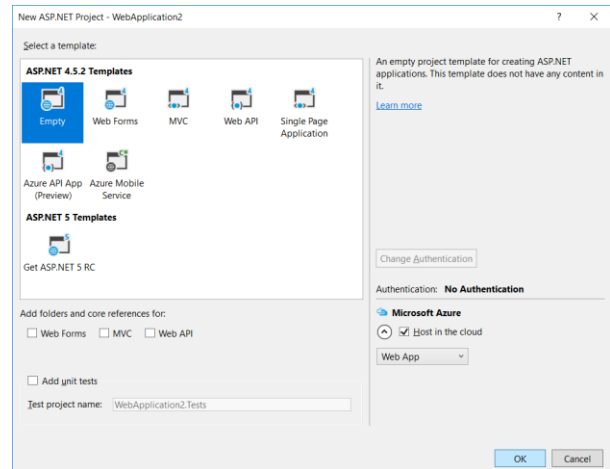 New ASP.NET Project - WebApplication2
? X
Select a template:
ASP.NET 4.5.2 Templates
Empty
Web Forms
MVC
Web API
Single Page
Application
Azure API App
(Preview)
Azure Mobile
Service
ASP.NET 5 Templates
Get ASP.NET 5 RC
An empty project template for creating ASP.NET
applications. This template does not have any content in
it.
Learn more
Change Authentication
Authentication: No Authentication
Microsoft Azure
Host in the cloud
Web App
Add folders and core references for:
Web Forms MVC Web API
Add unit tests
Test project name: WebApplication2.Tests
OK Cancel